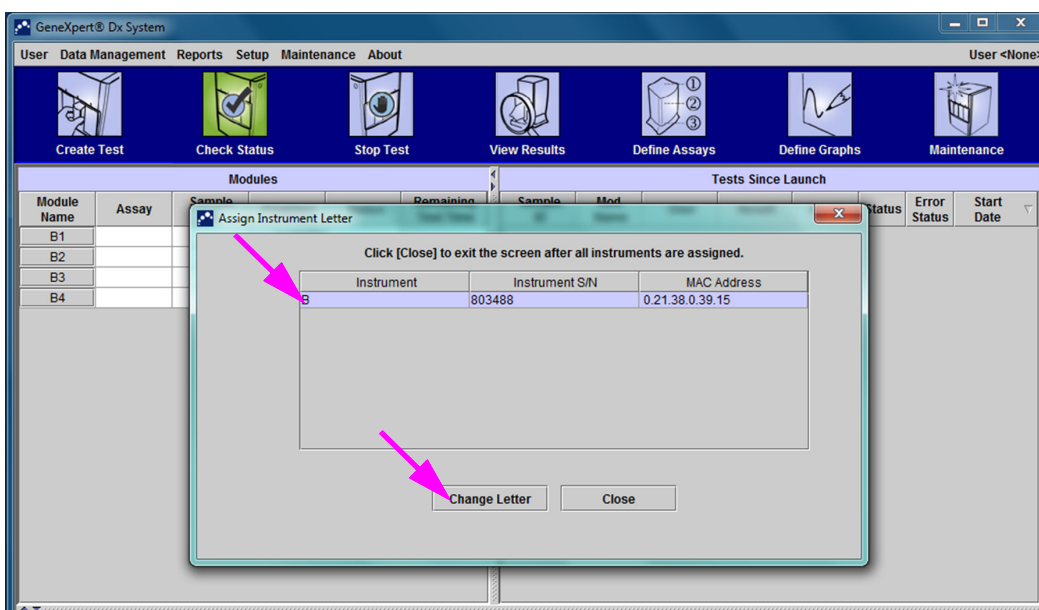 GeneXpert® Dx System
User Data Management Reports Setup Maintenance About User <None>
Create Test Check Status Stop Test View Results Define Assays Define Graphs Maintenance
Modules Tests Since Launch
Module Name Assay Sample Remaining Sample Mod Status Error Status Start Date
B1
B2
B3
B4
Assign Instrument Letter
Click [Close] to exit the screen after all instruments are assigned.
Instrument Instrument S/N MAC Address
B 803488 0.21.38.0.39.15
Change Letter Close